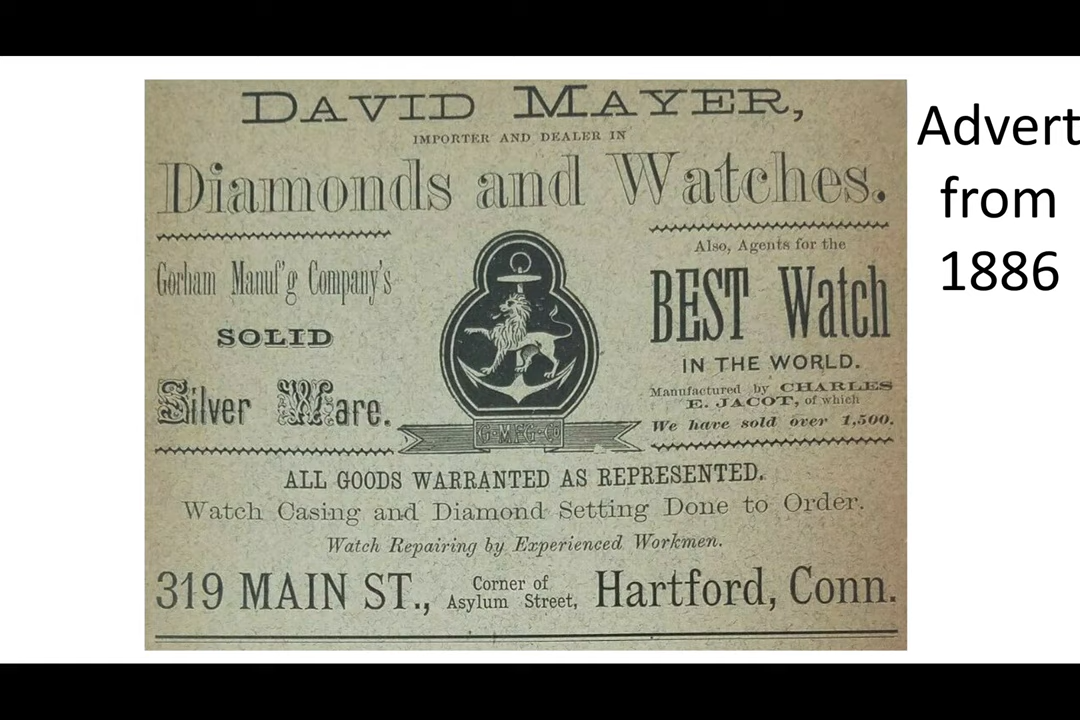 DAVID MAYER,
IMPORTER AND DEALER IN
Diamonds and Watches.
Gorham Manuf'g Company's
SOLID
Silver Ware.
G-MFG-CO
Also, Agents for the
BEST Watch
IN THE WORLD.
Manufactured by CHARLES
E. JACOT, of which
We have sold over 1,500.
ALL GOODS WARRANTED AS REPRESENTED.
Watch Casing and Diamond Setting Done to Order.
Watch Repairing by Experienced Workmen.
319 MAIN ST., Corner of Asylum Street, Hartford, Conn.
Advert
from
1886